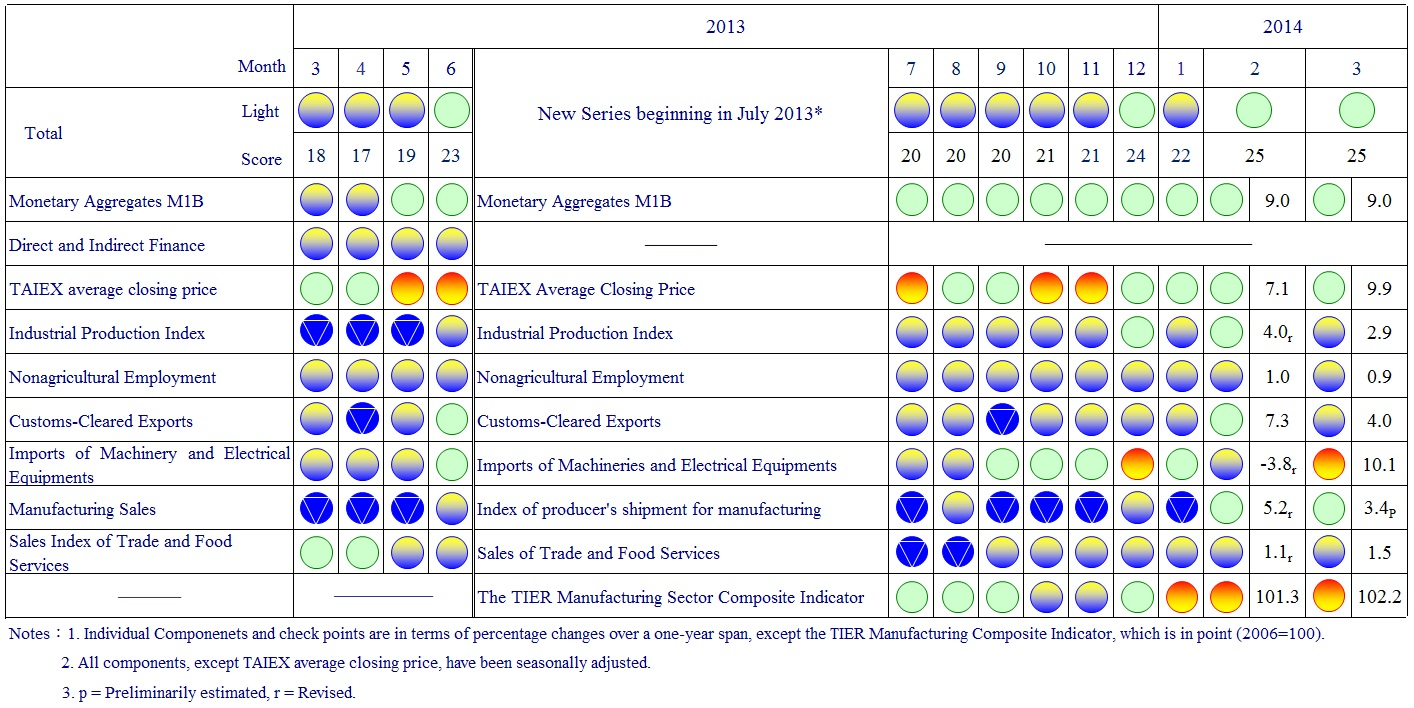 2013 2014
Month 3 4 5 6 New Series beginning in July 2013* 7 8 9 10 11 12 1 2 3
Total Light
Score 18 17 19 23 20 20 20 21 21 24 22 25 25
Monetary Aggregates M1B Monetary Aggregates M1B 9.0 9.0
Direct and Indirect Finance
TAIEX average closing price TAIEX Average Closing Price 7.1 9.9
Industrial Production Index Industrial Production Index 4.0r 2.9
Nonagricultural Employment Nonagricultural Employment 1.0 0.9
Customs-Cleared Exports Customs-Cleared Exports 7.3 4.0
Imports of Machinery and Electrical
Equipments Imports of Machineries and Electrical Equipments -3.8r 10.1
Manufacturing Sales Index of producer's shipment for manufacturing 5.2r 3.4P
Sales Index of Trade and Food
Services Sales of Trade and Food Services 1.1r 1.5
The TIER Manufacturing Sector Composite Indicator 101.3 102.2
Notes：1. Individual Componenets and check points are in terms of percentage changes over a one-year span, except the TIER Manufacturing Composite Indicator, which is in point (2006=100).
2. All components, except TAIEX average closing price, have been seasonally adjusted.
3. p = Preliminarily estimated, r = Revised.